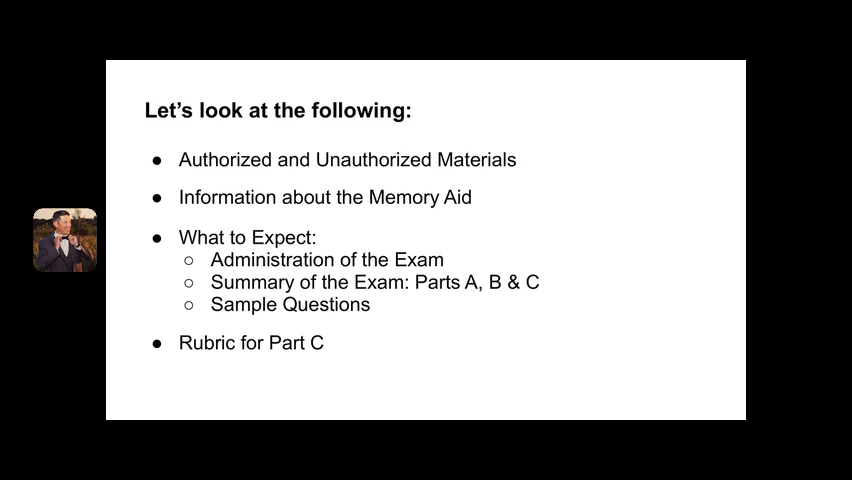 Let's look at the following:
● Authorized and Unauthorized Materials
● Information about the Memory Aid
● What to Expect:
○ Administration of the Exam
○ Summary of the Exam: Parts A, B & C
○ Sample Questions
● Rubric for Part C